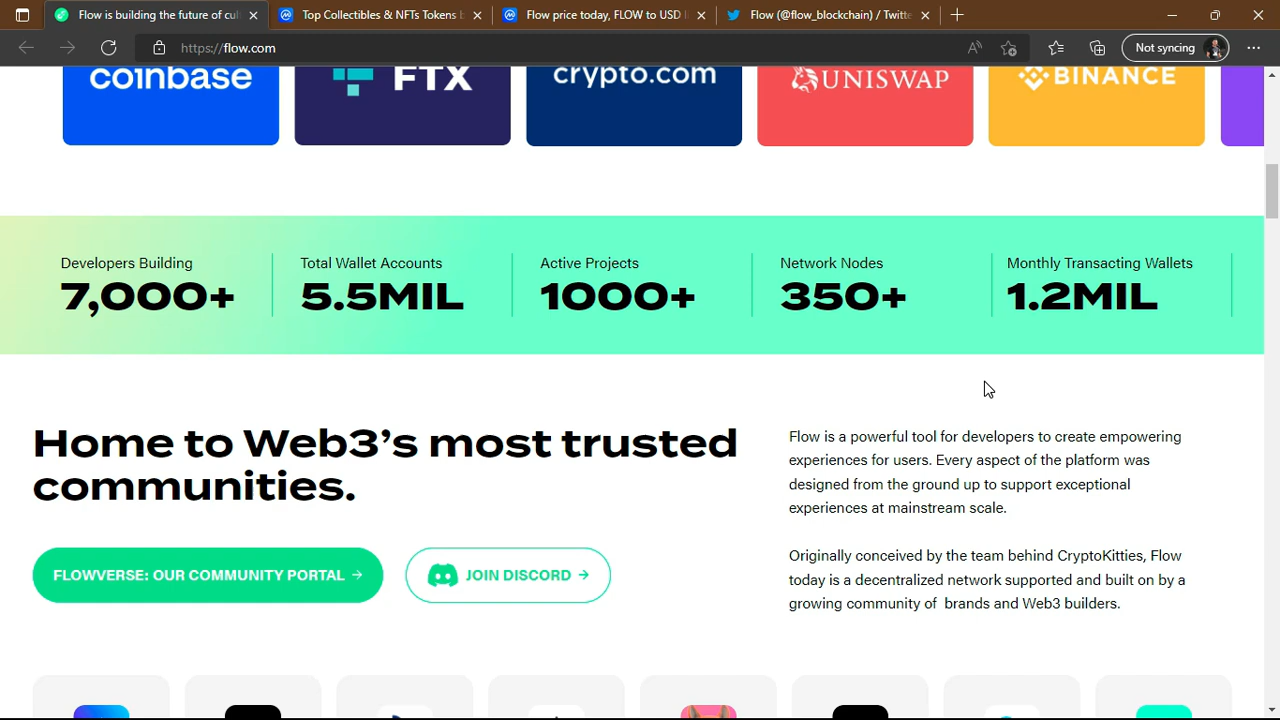 Flow is building the future of cul
Top Collectibles & NFTs Tokens b
Flow price today, FLOW to USD li
Flow (@flow_blockchain) / Twitte
https://flow.com
Not syncing
coinbase
FTX
crypto.com
UNISWAP
BINANCE
Developers Building
7,000+
Total Wallet Accounts
5.5MIL
Active Projects
1000+
Network Nodes
350+
Monthly Transacting Wallets
1.2MIL
Home to Web3’s most trusted
communities.
FLOWVERSE: OUR COMMUNITY PORTAL →
JOIN DISCORD →
Flow is a powerful tool for developers to create empowering
experiences for users. Every aspect of the platform was
designed from the ground up to support exceptional
experiences at mainstream scale.
Originally conceived by the team behind CryptoKitties, Flow
today is a decentralized network supported and built on by a
growing community of brands and Web3 builders.